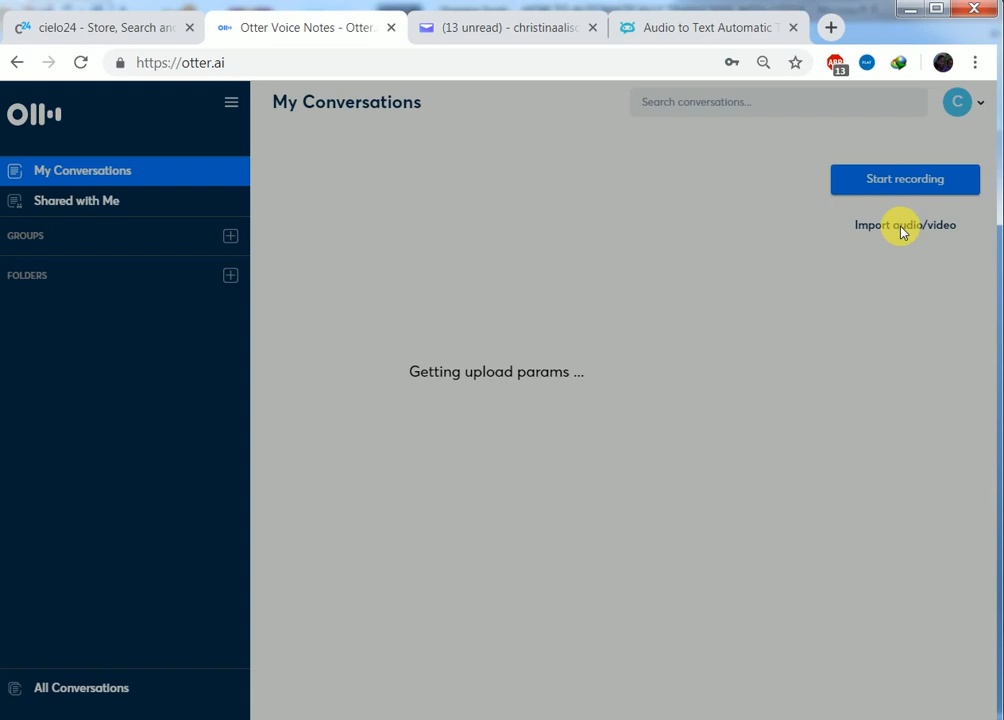 cielo24 - Store, Search an
Otter Voice Notes - Otter.
(13 unread) - christinaalis
Audio to Text Automatic T
https://otter.ai
ABP
13
My Conversations
Search conversations...
C
My Conversations
Start recording
Shared with Me
Import audio/video
GROUPS
FOLDERS
Getting upload params ...
All Conversations